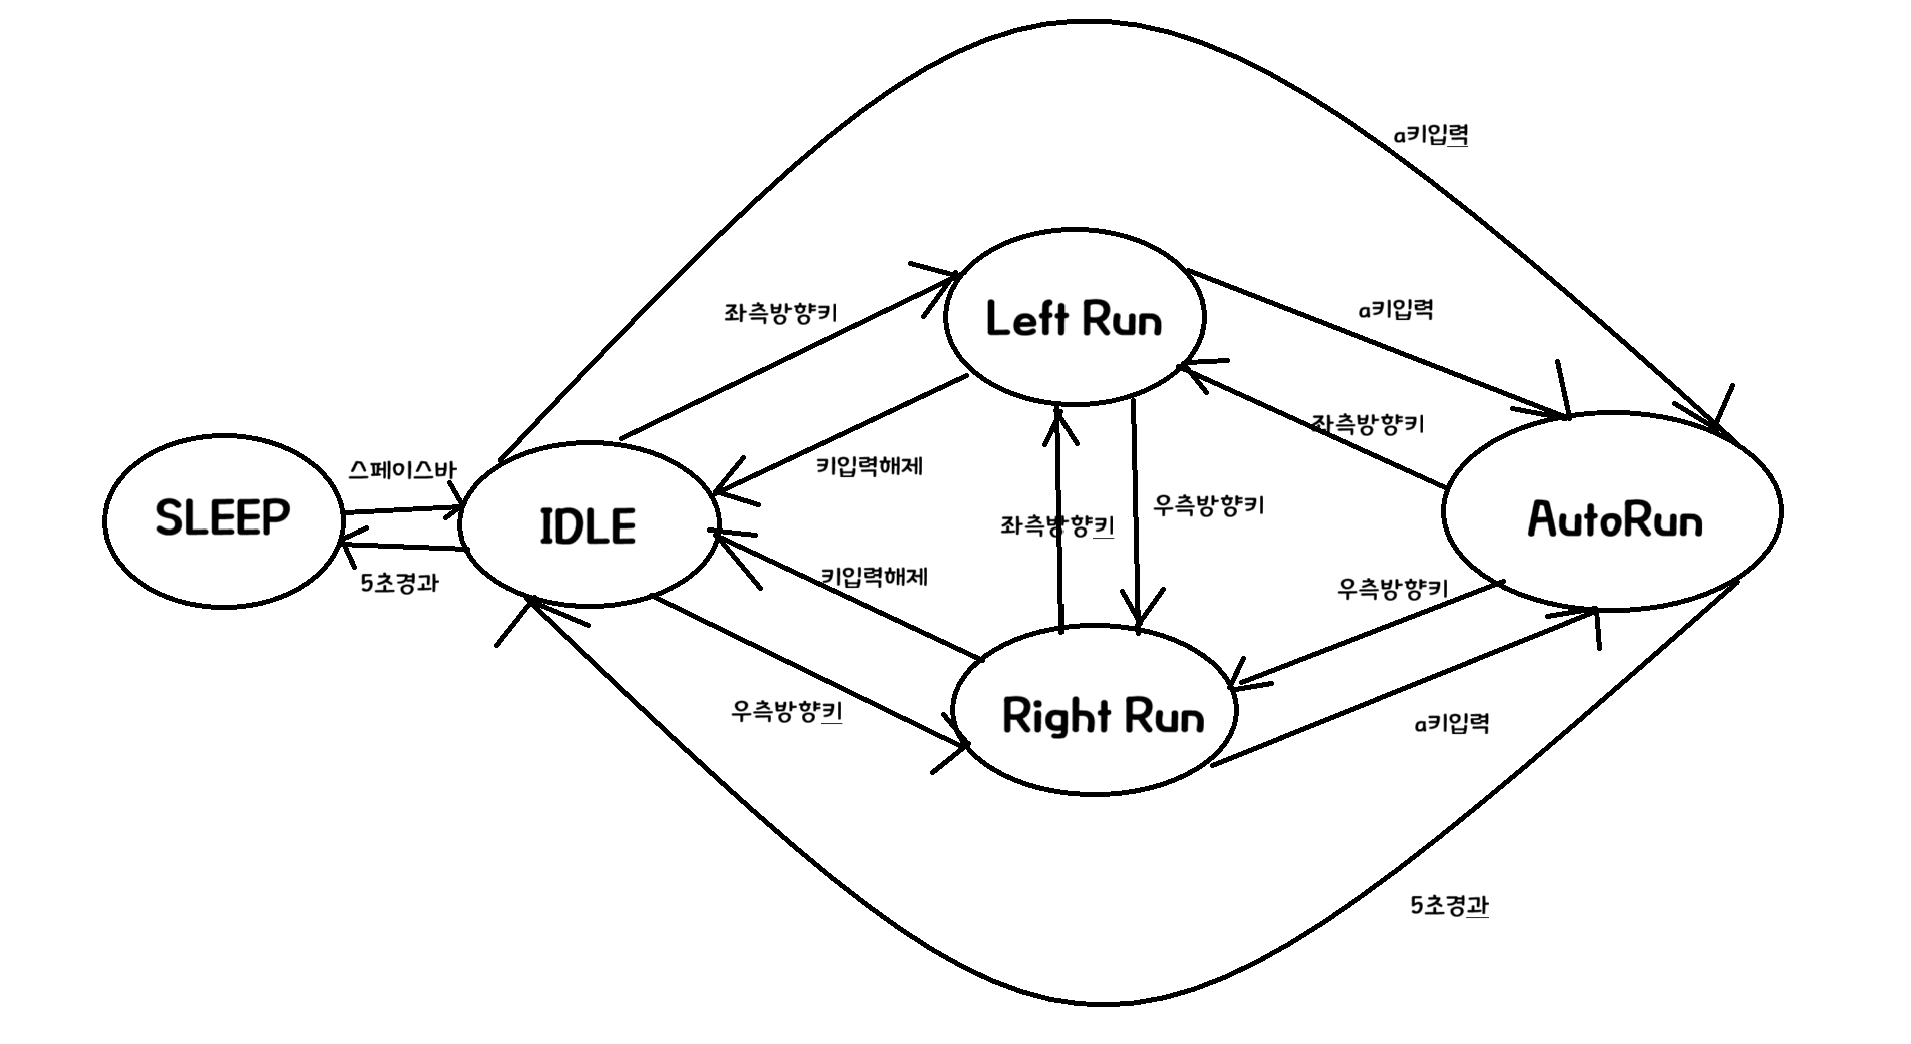 a키입력
좌측방향키
Left Run
a키입력
좌측방향키
스페이스바
키입력해제
SLEEP
IDLE
좌측방향키
우측방향키
AutoRun
5초경과
키입력해제
우측방향키
우측방향키
Right Run
a키입력
5초경과